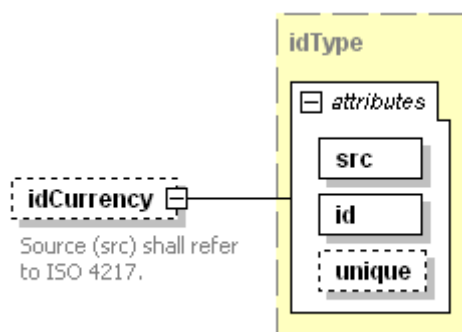 idType
attributes
src
idCurrency
id
Source (src) shall refer
to ISO 4217.
unique